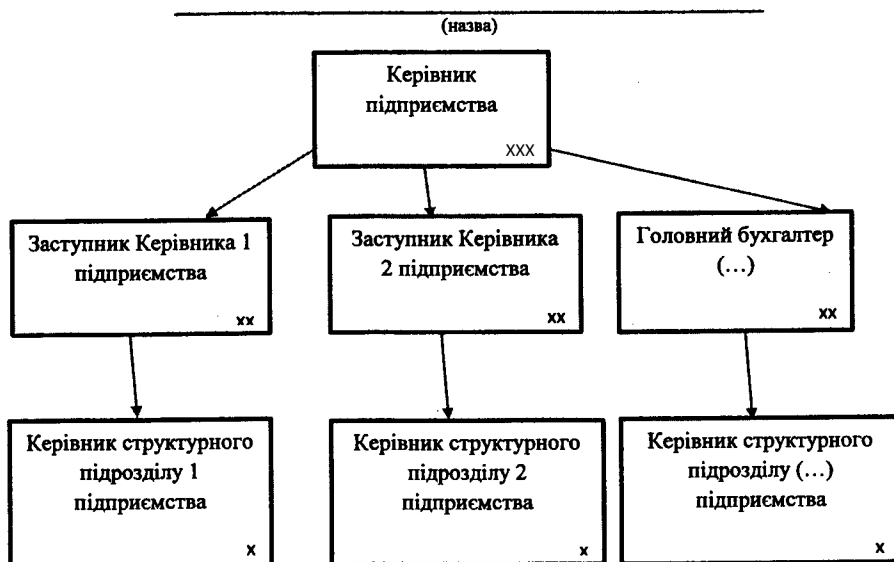 (назва)
Керівник
підприємства
XXX
Заступник Керівника 1
підприємства
xx
Заступник Керівника
2 підприємства
xx
Головний бухгалтер
(...)
xx
Керівник структурного
підрозділу 1
підприємства
x
Керівник структурного
підрозділу 2
підприємства
x
Керівник структурного
підрозділу (...)
підприємства
x